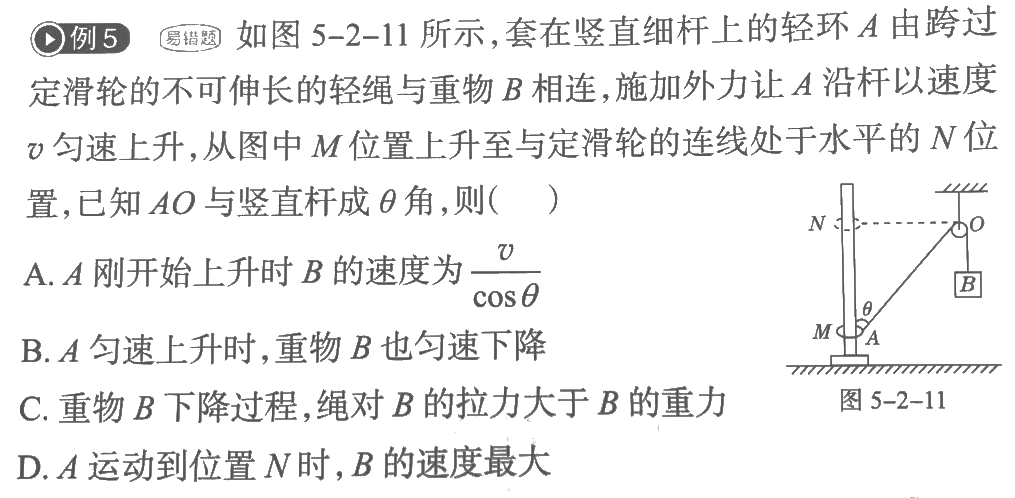 例5 易错题 如图 5-2-11 所示,套在竖直细杆上的轻环 A 由跨过
定滑轮的不可伸长的轻绳与重物 B 相连,施加外力让 A 沿杆以速度
v 匀速上升,从图中 M 位置上升至与定滑轮的连线处于水平的 N 位
置,已知 AO 与竖直杆成 θ 角,则(    )
A. A 刚开始上升时 B 的速度为 v/cosθ
B. A 匀速上升时,重物 B 也匀速下降
C. 重物 B 下降过程,绳对 B 的拉力大于 B 的重力
D. A 运动到位置 N 时,B 的速度最大
N
O
B
θ
M
A
图 5-2-11